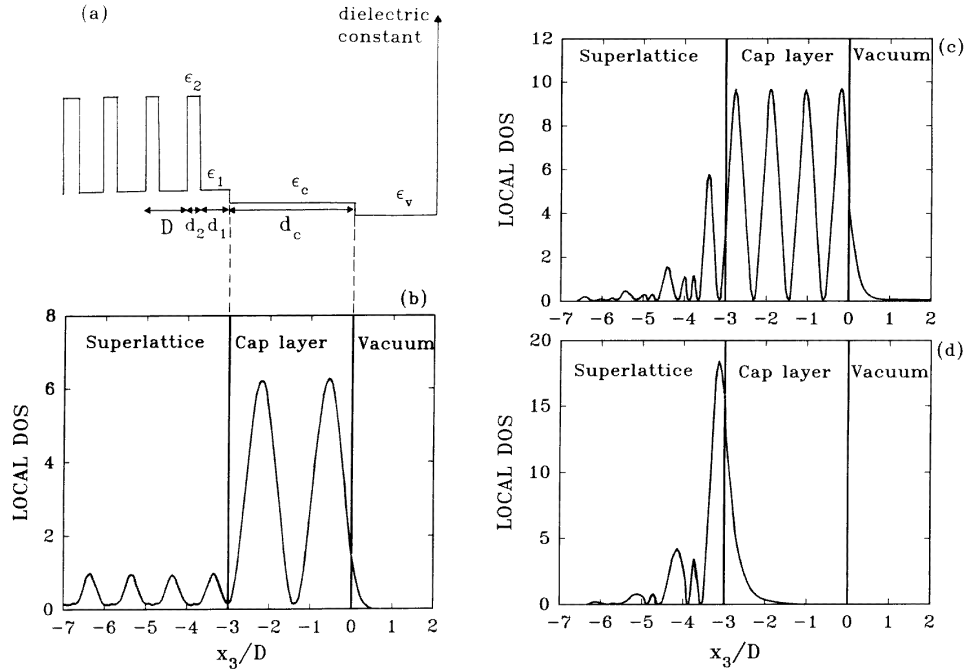 (a)
dielectric
constant
ϵ₂
ϵ₁
ϵc
ϵv
D
d₂
d₁
dc
(b)
8
6
4
2
0
LOCAL DOS
Superlattice
Cap layer
Vacuum
-7 -6 -5 -4 -3 -2 -1 0 1 2
x₃/D
(c)
12
10
8
6
4
2
0
LOCAL DOS
Superlattice
Cap layer
Vacuum
-7 -6 -5 -4 -3 -2 -1 0 1 2
(d)
20
15
10
5
0
LOCAL DOS
Superlattice
Cap layer
Vacuum
-7 -6 -5 -4 -3 -2 -1 0 1 2
x₃/D